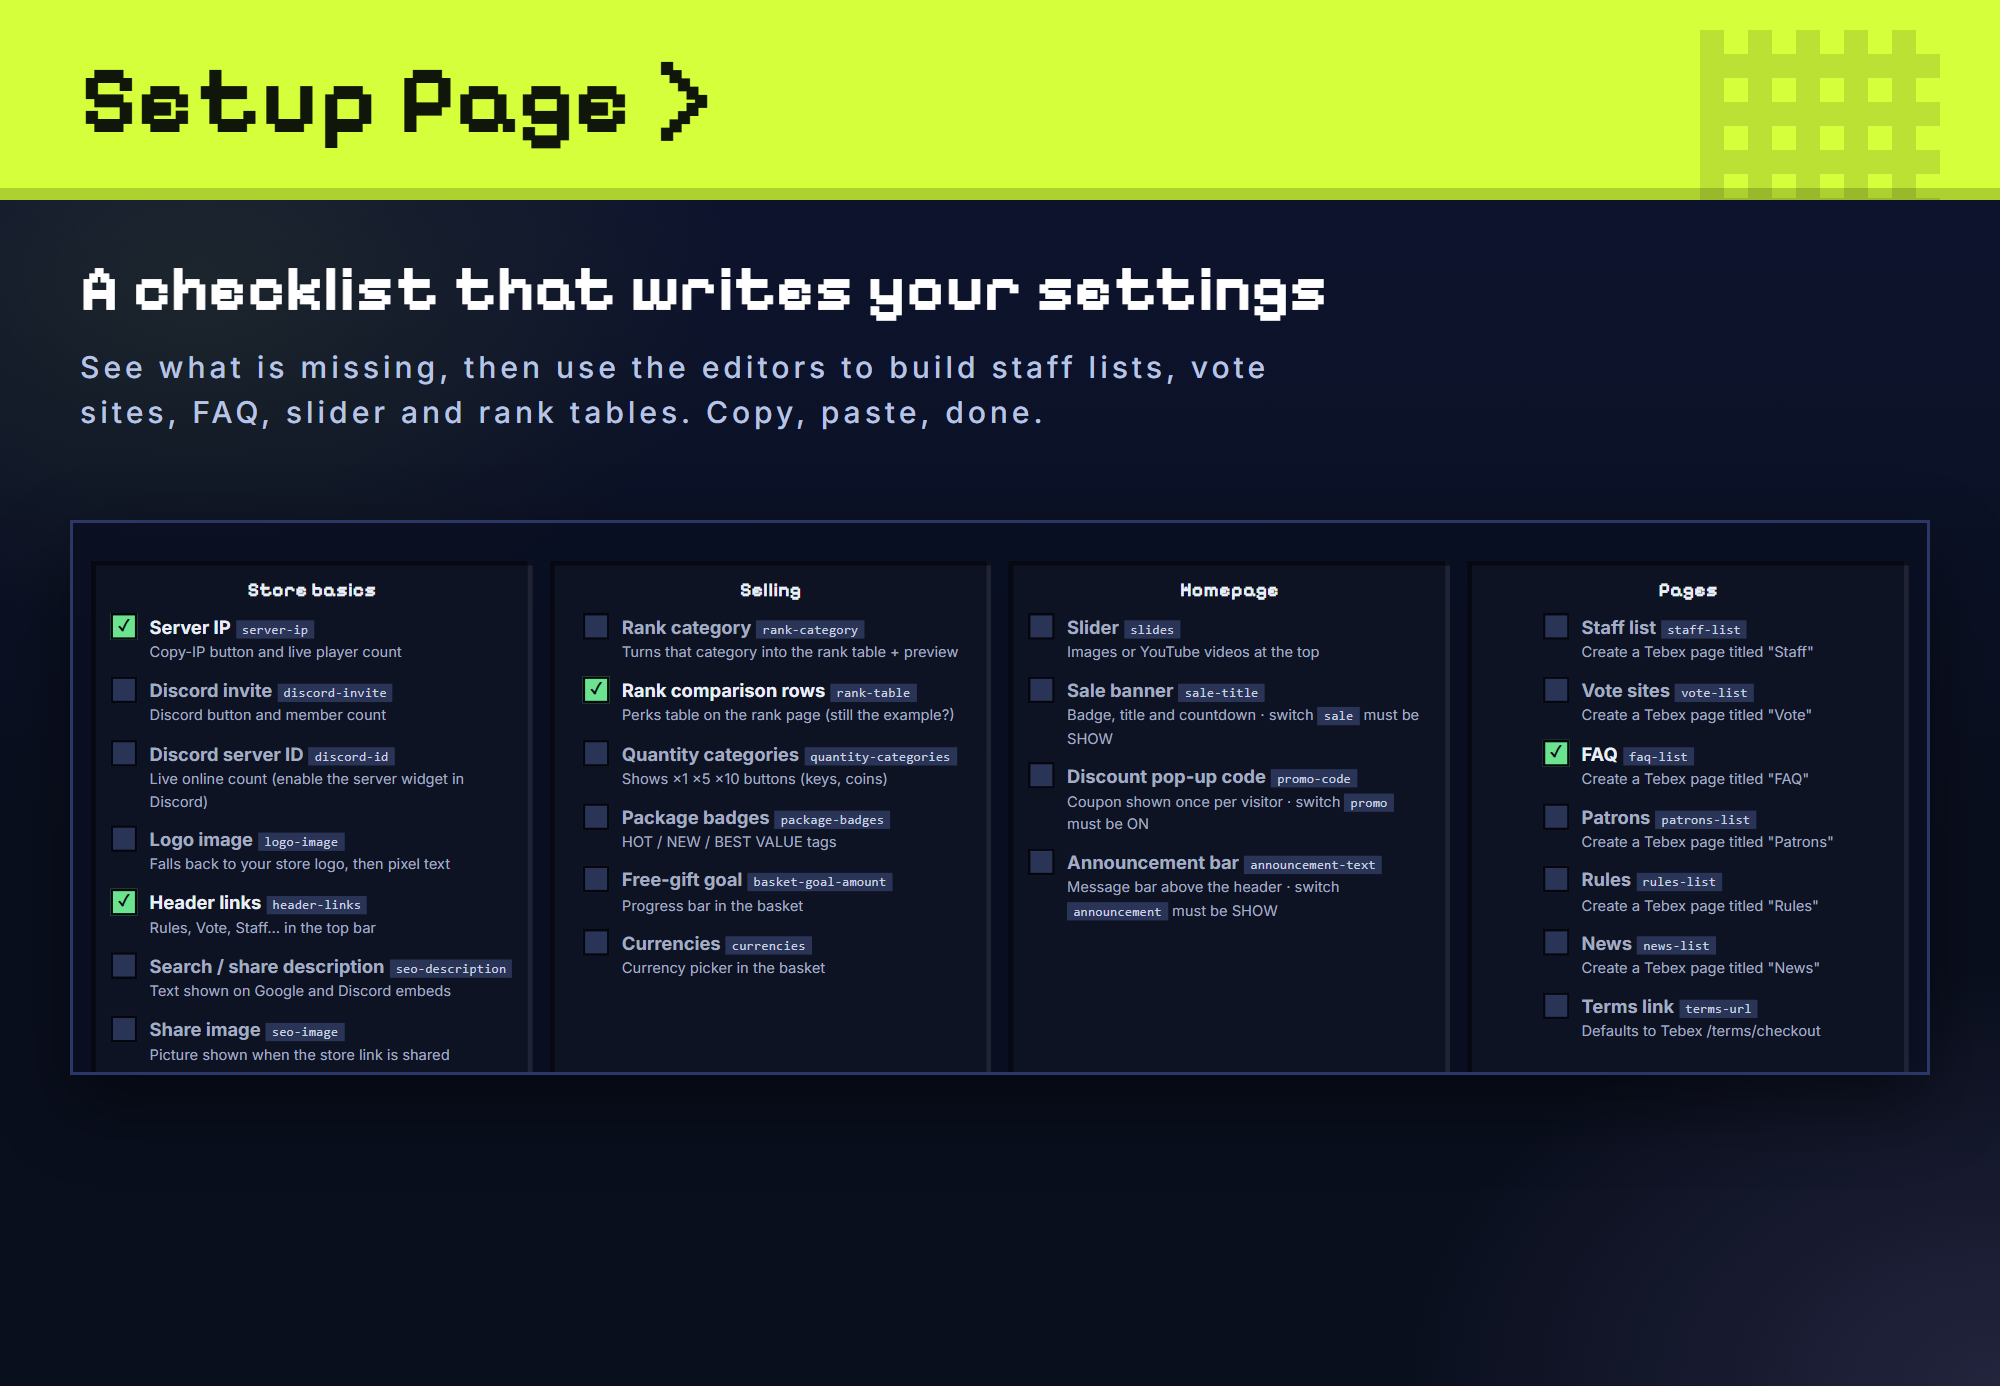 Setup Page >
A checklist that writes your settings
See what is missing, then use the editors to build staff lists, vote
sites, FAQ, slider and rank tables. Copy, paste, done.
Store basics
Server IP server-ip
Copy-IP button and live player count
Discord invite discord-invite
Discord button and member count
Discord server ID discord-id
Live online count (enable the server widget in
Discord)
Logo image logo-image
Falls back to your store logo, then pixel text
Header links header-links
Rules, Vote, Staff... in the top bar
Search / share description seo-description
Text shown on Google and Discord embeds
Share image seo-image
Picture shown when the store link is shared
Selling
Rank category rank-category
Turns that category into the rank table + preview
Rank comparison rows rank-table
Perks table on the rank page (still the example?)
Quantity categories quantity-categories
Shows ×1 ×5 ×10 buttons (keys, coins)
Package badges package-badges
HOT / NEW / BEST VALUE tags
Free-gift goal basket-goal-amount
Progress bar in the basket
Currencies currencies
Currency picker in the basket
Homepage
Slider slides
Images or YouTube videos at the top
Sale banner sale-title
Badge, title and countdown · switch sale must be
SHOW
Discount pop-up code promo-code
Coupon shown once per visitor · switch promo
must be ON
Announcement bar announcement-text
Message bar above the header · switch
announcement must be SHOW
Pages
Staff list staff-list
Create a Tebex page titled "Staff"
Vote sites vote-list
Create a Tebex page titled "Vote"
FAQ faq-list
Create a Tebex page titled "FAQ"
Patrons patrons-list
Create a Tebex page titled "Patrons"
Rules rules-list
Create a Tebex page titled "Rules"
News news-list
Create a Tebex page titled "News"
Terms link terms-url
Defaults to Tebex /terms/checkout